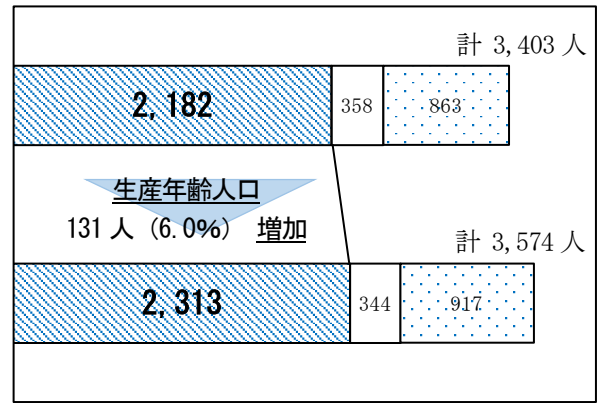 計 3,403 人
2,182 358 863
生産年齢人口
131 人（6.0%） 増加
計 3,574 人
2,313 344 917